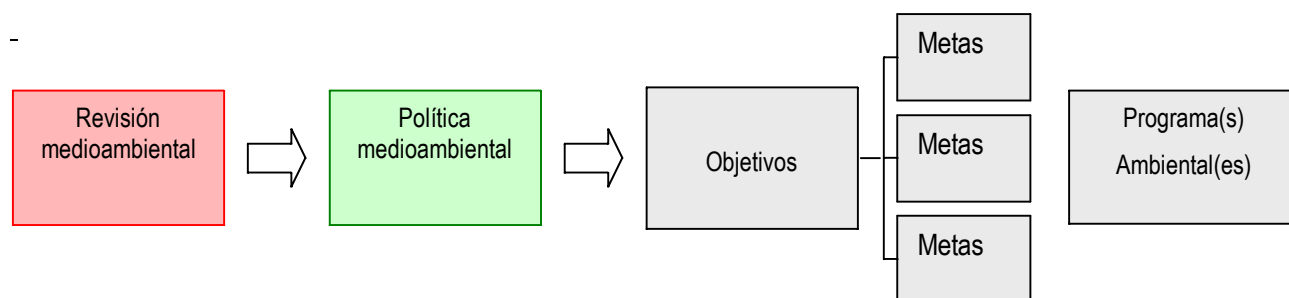 Revisión
medioambiental
Política
medioambiental
Objetivos
Metas
Metas
Metas
Programa(s)
Ambiental(es)